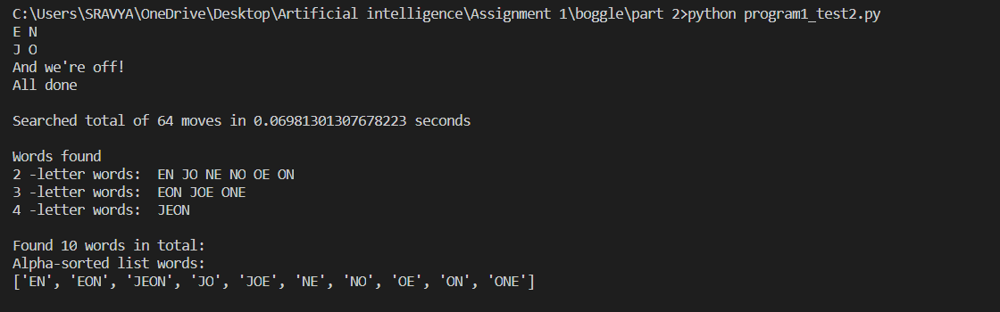 C:\Users\SRAVYA\OneDrive\Desktop\Artificial intelligence\Assignment 1\boggle\part 2>python program1_test2.py
E N
J O
And we're off!
All done
Searched total of 64 moves in 0.06981301307678223 seconds
Words found
2 -letter words:  EN JO NE NO OE ON
3 -letter words:  EON JOE ONE
4 -letter words:  JEON
Found 10 words in total:
Alpha-sorted list words:
['EN', 'EON', 'JEON', 'JO', 'JOE', 'NE', 'NO', 'OE', 'ON', 'ONE']